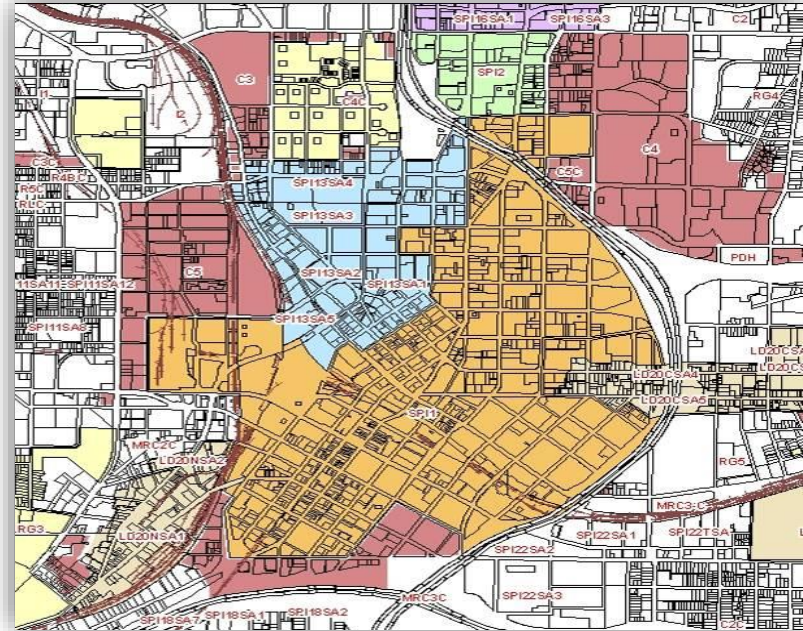 SPI16SA1
SPI16SA3
C2
C3
SPI2
I1
I2
C4C
RG4
C4
C3C
R4BC
R5C
RLC
C5C
SPI13SA4
SPI13SA3
PDH
SPI13SA2
SPI13SA1
C5
11SA11
SPI11SA12
SPI13SA5
SPI11SA8
LD20CSA4
LD20CSA5
SPI1
MRC2C
LD20NSA2
RG5
MRC3-C
RG3
LD20NSA1
SPI22SA1
SPI22TSA
SPI22SA2
MRC3C
SPI22SA3
SPI18SA7
SPI18SA1
SPI18SA2
C2C